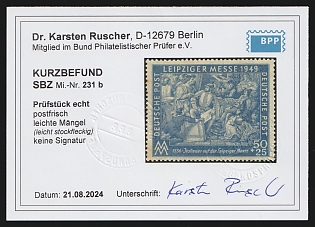 Dr. Karsten Ruscher, D-12679 Berlin
Mitglied im Bund Philatelistischer Prüfer e.V.
BPP
KURZBEFUND
SBZ Mi.-Nr. 231 b
Prüfstück echt
postfrisch
leichte Mängel
(leicht stockfleckig)
keine Signatur
LEIPZIGER MESSE 1949
DEUTSCHE POST
DEUTSCHE POST
50
+25
Datum: 21.08.2024
Unterschrift: